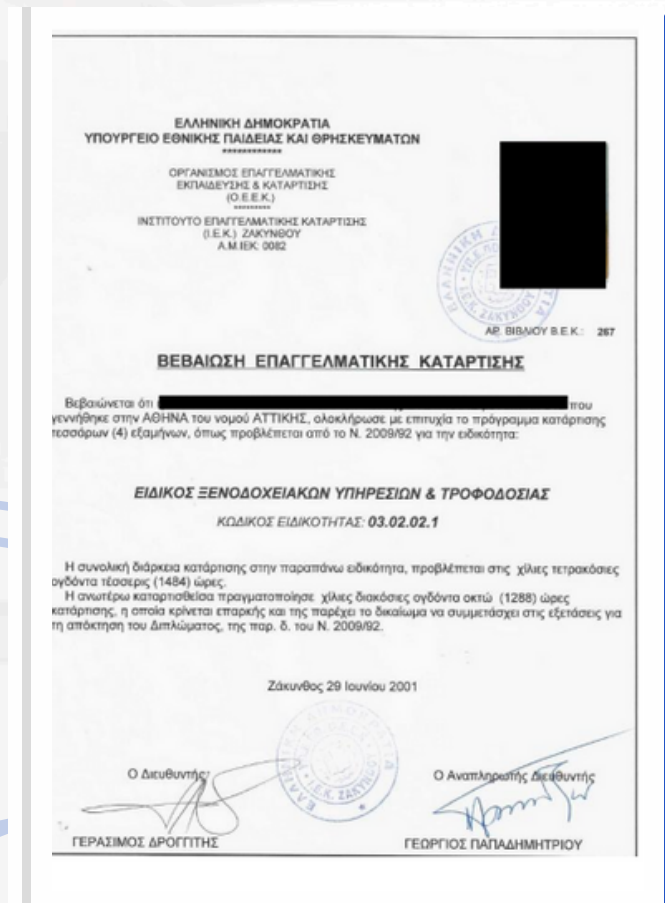 ΕΛΛΗΝΙΚΗ ΔΗΜΟΚΡΑΤΙΑ
ΥΠΟΥΡΓΕΙΟ ΕΘΝΙΚΗΣ ΠΑΙΔΕΙΑΣ ΚΑΙ ΘΡΗΣΚΕΥΜΑΤΩΝ
************
ΟΡΓΑΝΙΣΜΟΣ ΕΠΑΓΓΕΛΜΑΤΙΚΗΣ
ΕΚΠΑΙΔΕΥΣΗΣ & ΚΑΤΑΡΤΙΣΗΣ
(Ο.Ε.Ε.Κ.)
*********
ΙΝΣΤΙΤΟΥΤΟ ΕΠΑΓΓΕΛΜΑΤΙΚΗΣ ΚΑΤΑΡΤΙΣΗΣ
(Ι.Ε.Κ.) ΖΑΚΥΝΘΟΥ
Α.Μ.ΙΕΚ: 0082
ΑΡ. ΒΙΒΛΙΟΥ Β.Ε.Κ.: 267
ΒΕΒΑΙΩΣΗ ΕΠΑΓΓΕΛΜΑΤΙΚΗΣ ΚΑΤΑΡΤΙΣΗΣ
Βεβαιώνεται ότι που
γεννήθηκε στην ΑΘΗΝΑ του νομού ΑΤΤΙΚΗΣ, ολοκλήρωσε με επιτυχία το πρόγραμμα κατάρτισης
τεσσάρων (4) εξαμήνων, όπως προβλέπεται από το Ν. 2009/92 για την ειδικότητα:
ΕΙΔΙΚΟΣ ΞΕΝΟΔΟΧΕΙΑΚΩΝ ΥΠΗΡΕΣΙΩΝ & ΤΡΟΦΟΔΟΣΙΑΣ
ΚΩΔΙΚΟΣ ΕΙΔΙΚΟΤΗΤΑΣ: 03.02.02.1
Η συνολική διάρκεια κατάρτισης στην παραπάνω ειδικότητα, προβλέπεται στις χίλιες τετρακόσιες
ογδόντα τέσσερις (1484) ώρες.
Η ανωτέρω καταρτισθείσα πραγματοποίησε χίλιες διακόσιες ογδόντα οκτώ (1288) ώρες
κατάρτισης, η οποία κρίνεται επαρκής και της παρέχει το δικαίωμα να συμμετάσχει στις εξετάσεις για
τη απόκτηση του Διπλώματος, της παρ. δ. του Ν. 2009/92.
Ζάκυνθος 29 Ιουνίου 2001
Ο Διευθυντής
Ο Αναπληρωτής Διευθυντής
ΓΕΡΑΣΙΜΟΣ ΔΡΟΓΓΙΤΗΣ
ΓΕΩΡΓΙΟΣ ΠΑΠΑΔΗΜΗΤΡΙΟΥ